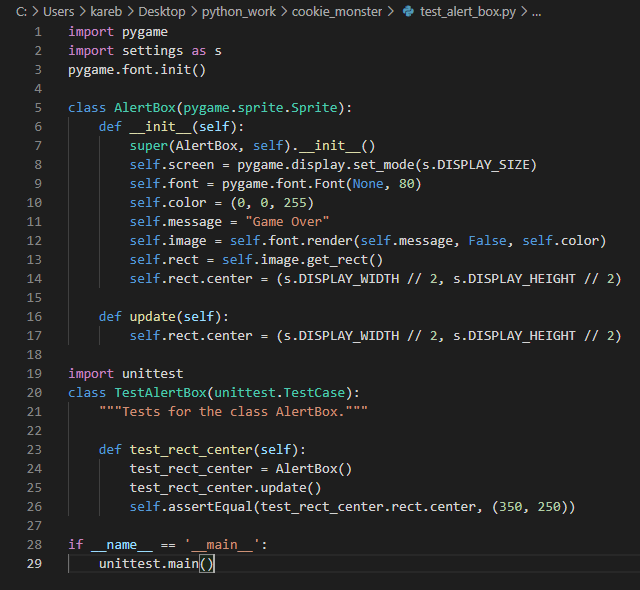 C: > Users > kareb > Desktop > python_work > cookie_monster > test_alert_box.py > ...
1 import pygame
2 import settings as s
3 pygame.font.init()
4
5 class AlertBox(pygame.sprite.Sprite):
6     def __init__(self):
7         super(AlertBox, self).__init__()
8         self.screen = pygame.display.set_mode(s.DISPLAY_SIZE)
9         self.font = pygame.font.Font(None, 80)
10         self.color = (0, 0, 255)
11         self.message = "Game Over"
12         self.image = self.font.render(self.message, False, self.color)
13         self.rect = self.image.get_rect()
14         self.rect.center = (s.DISPLAY_WIDTH // 2, s.DISPLAY_HEIGHT // 2)
15
16     def update(self):
17         self.rect.center = (s.DISPLAY_WIDTH // 2, s.DISPLAY_HEIGHT // 2)
18
19 import unittest
20 class TestAlertBox(unittest.TestCase):
21     """Tests for the class AlertBox."""
22
23     def test_rect_center(self):
24         test_rect_center = AlertBox()
25         test_rect_center.update()
26         self.assertEqual(test_rect_center.rect.center, (350, 250))
27
28 if __name__ == '__main__':
29     unittest.main()